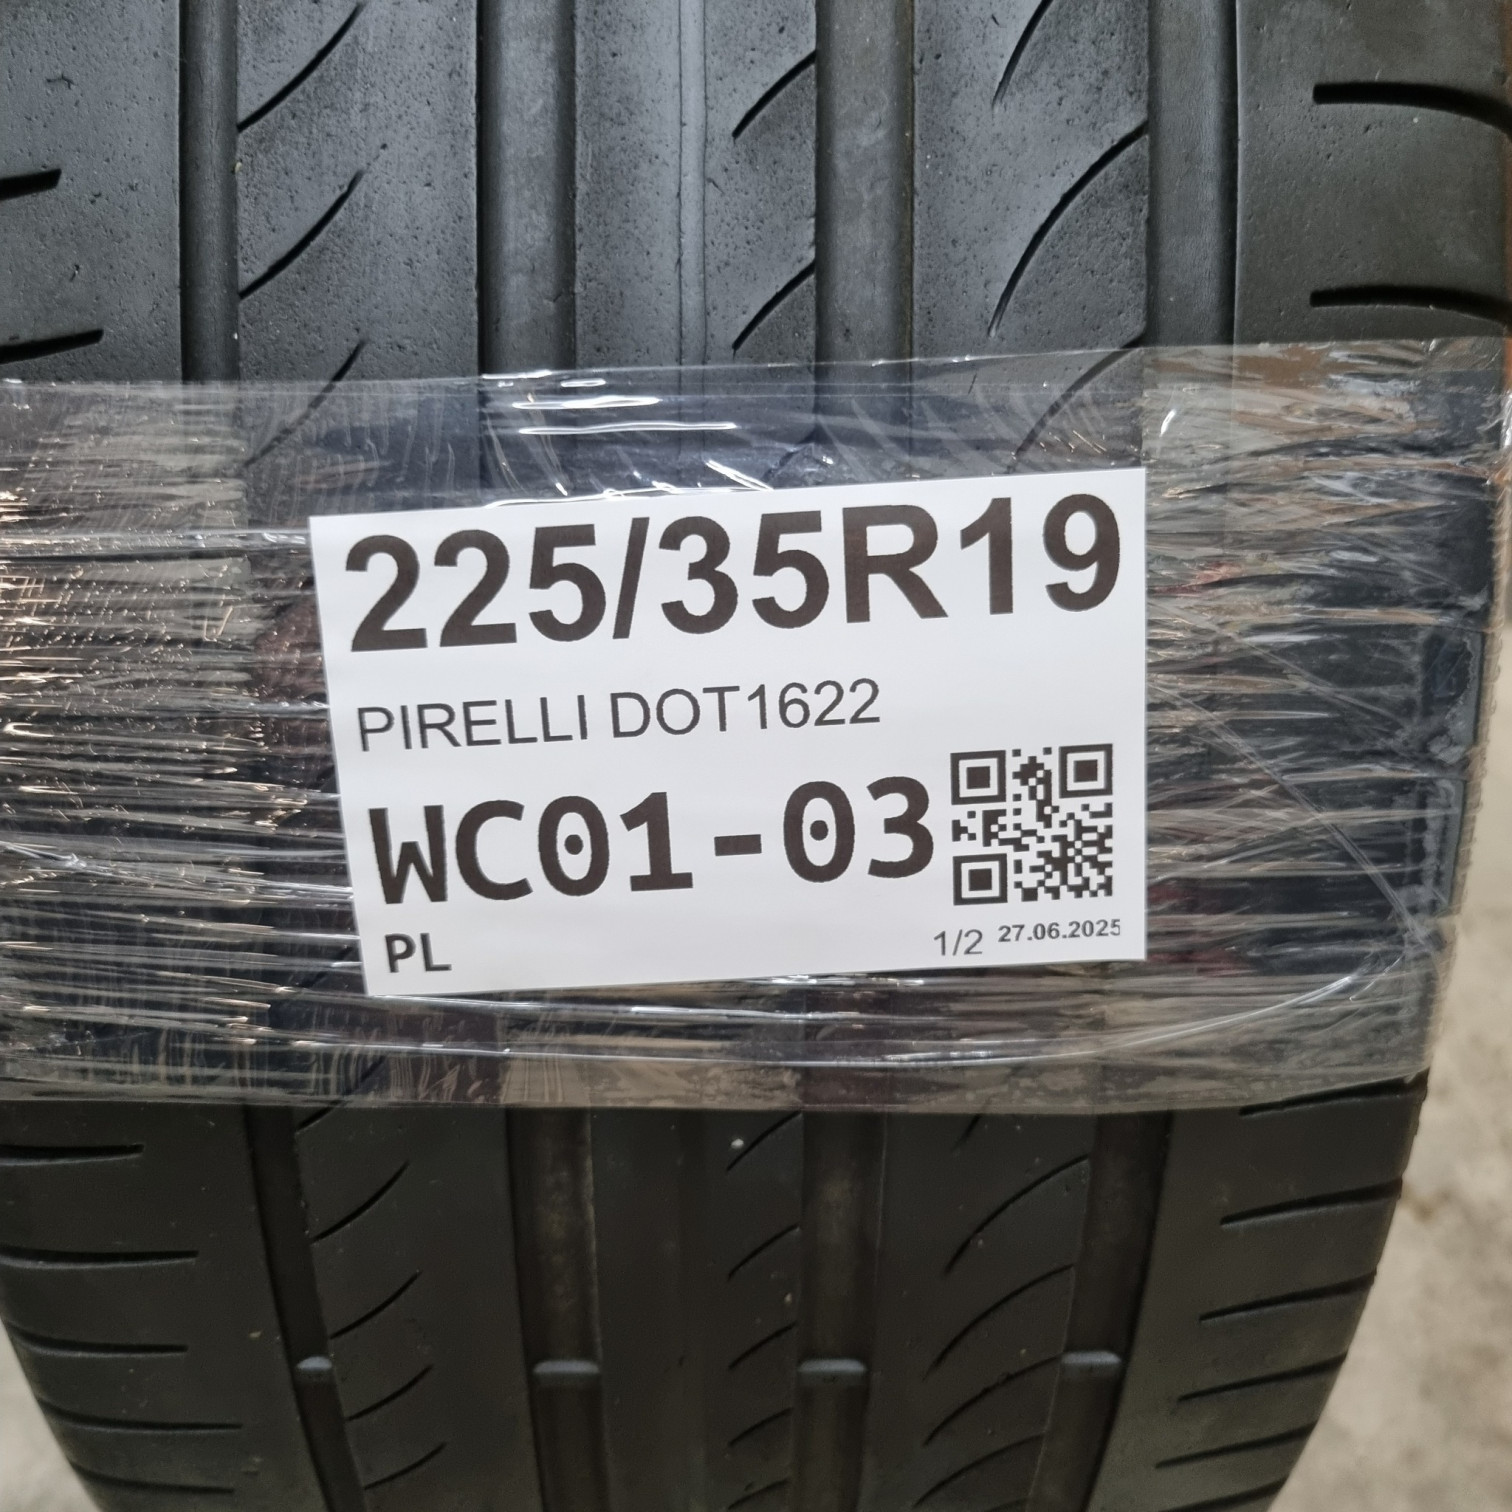 225/35R19
PIRELLI DOT1622
WC01-03
PL
1/2 27.06.2025